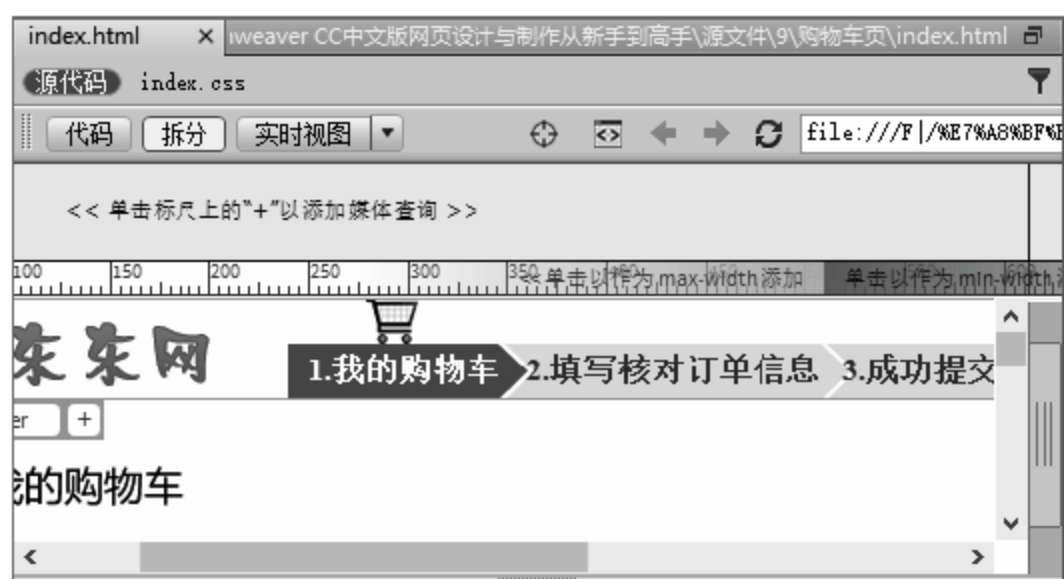 index.html × weaver CC中文版网页设计与制作从新手到高手\源文件\9\购物车页\index.html
源代码 index.css
代码 拆分 实时视图 file:///F|/%E7%A8%BF%E
<< 单击标尺上的“+”以添加媒体查询 >>
100 150 200 250 300 350 << 单击以作为 max-width 添加 单击以作为 min-width
东东网 1.我的购物车 2.填写核对订单信息 3.成功提交
er +
我的购物车